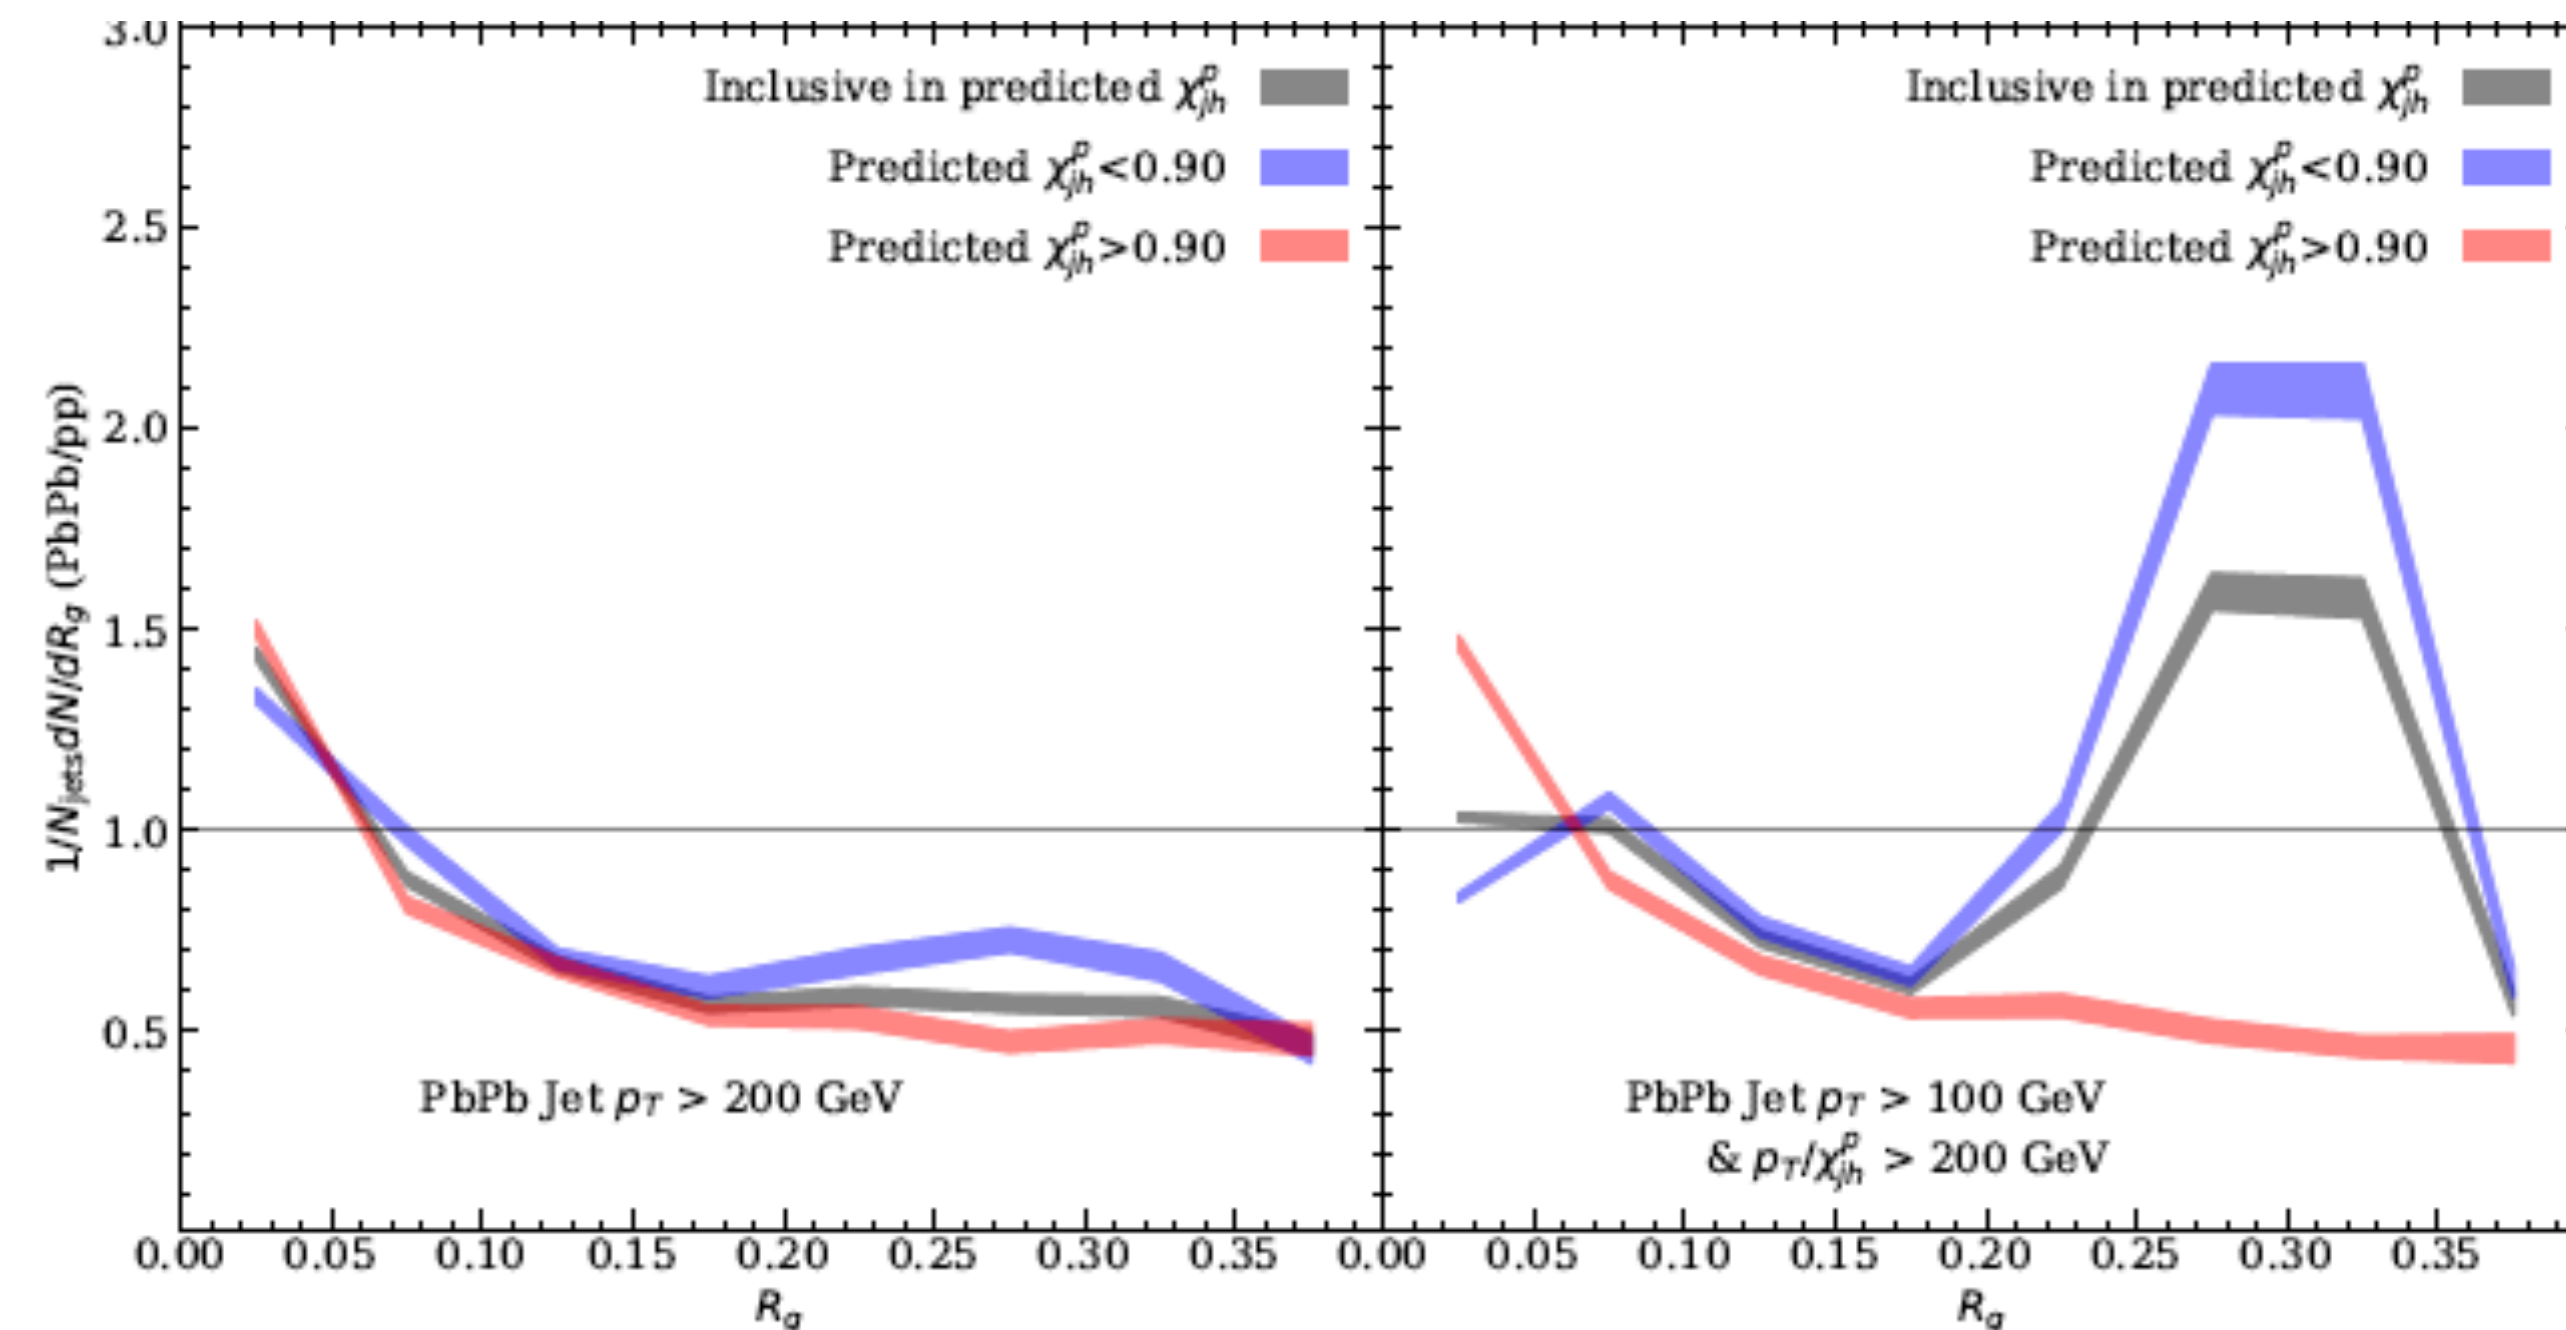 1/N_jets dN/dR_g (PbPb/pp)
3.0
2.5
2.0
1.5
1.0
0.5
Inclusive in predicted χ^p_jh
Predicted χ^p_jh<0.90
Predicted χ^p_jh>0.90
PbPb Jet p_T > 200 GeV
0.00 0.05 0.10 0.15 0.20 0.25 0.30 0.35
R_g
Inclusive in predicted χ^p_jh
Predicted χ^p_jh<0.90
Predicted χ^p_jh>0.90
PbPb Jet p_T > 100 GeV
& p_T/χ^p_jh > 200 GeV
0.00 0.05 0.10 0.15 0.20 0.25 0.30 0.35
R_g